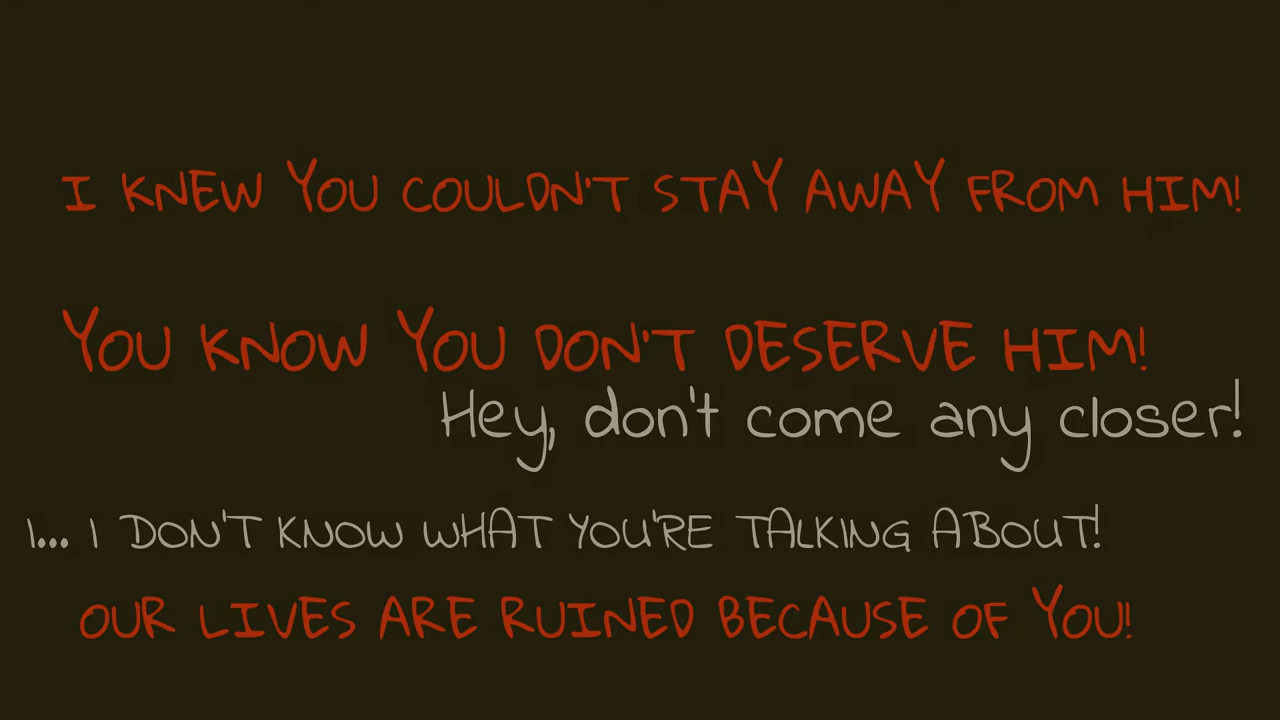 I KNEW YOU COULDN'T STAY AWAY FROM HIM!
YOU KNOW YOU DON'T DESERVE HIM!
Hey, don't come any closer!
I... I DON'T KNOW WHAT YOU'RE TALKING ABOUT!
OUR LIVES ARE RUINED BECAUSE OF YOU!